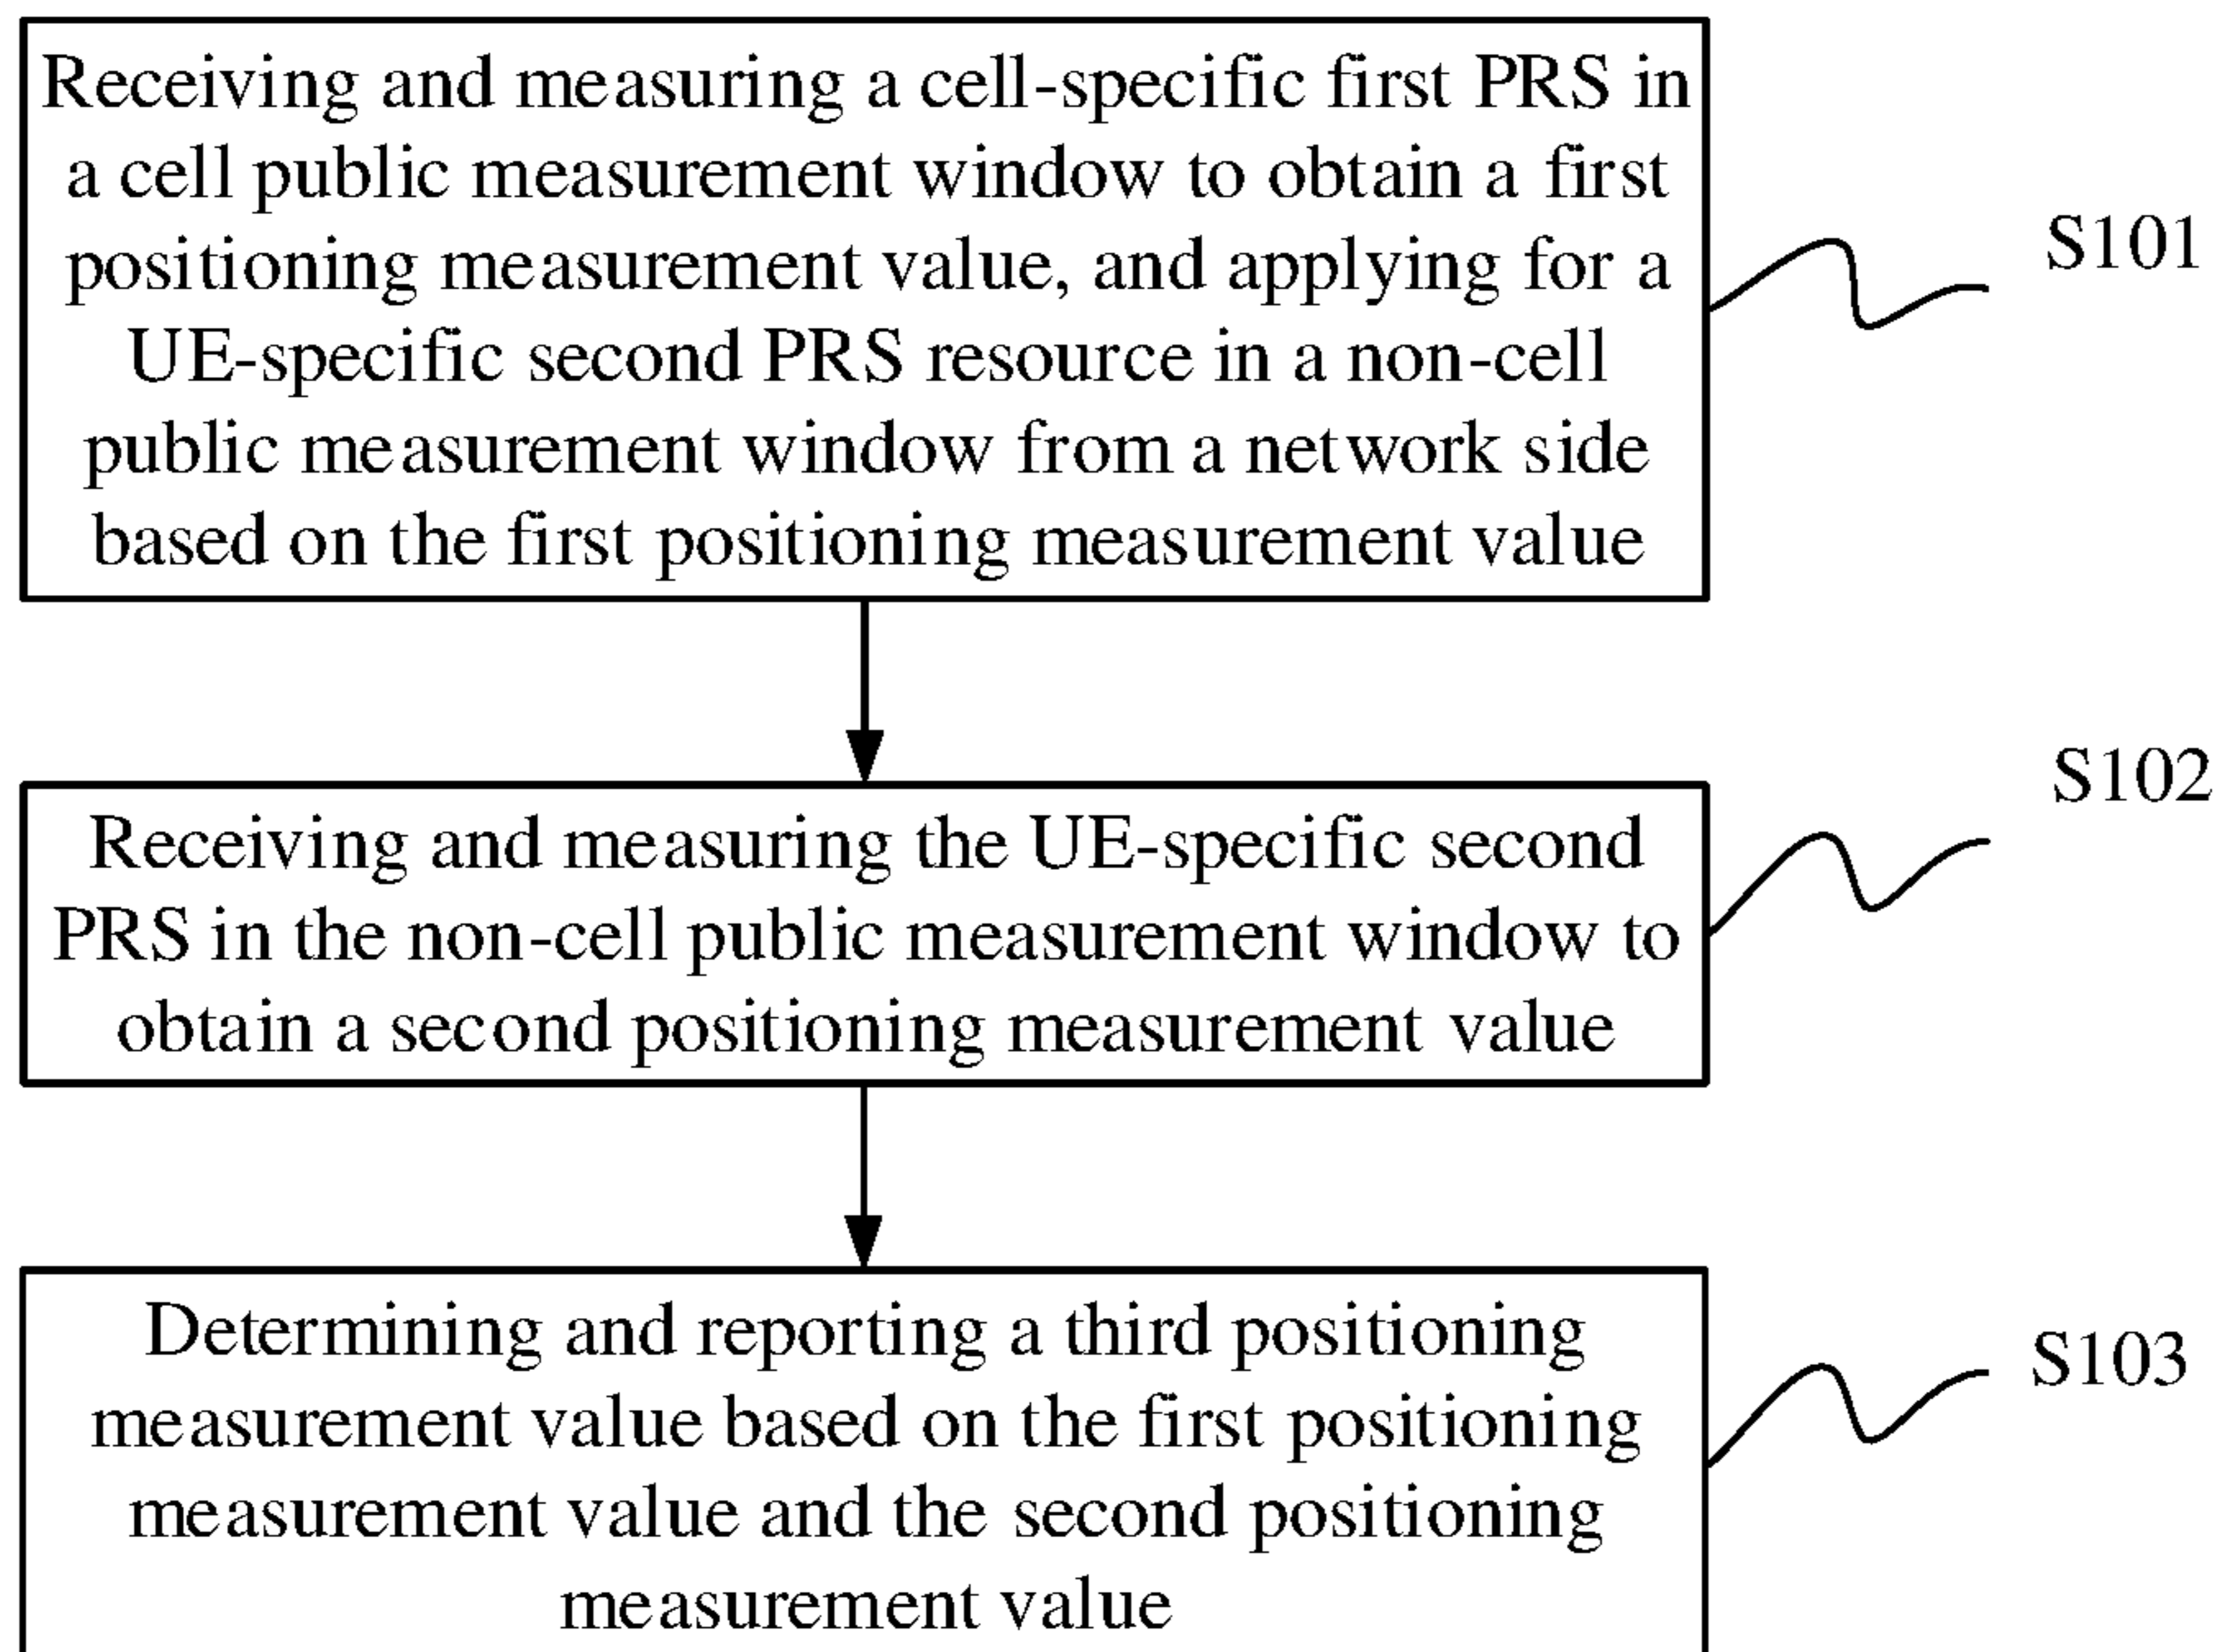 Receiving and measuring a cell-specific first PRS in
a cell public measurement window to obtain a first
positioning measurement value, and applying for a
UE-specific second PRS resource in a non-cell
public measurement window from a network side
based on the first positioning measurement value
S101
Receiving and measuring the UE-specific second
PRS in the non-cell public measurement window to
obtain a second positioning measurement value
S102
Determining and reporting a third positioning
measurement value based on the first positioning
measurement value and the second positioning
measurement value
S103